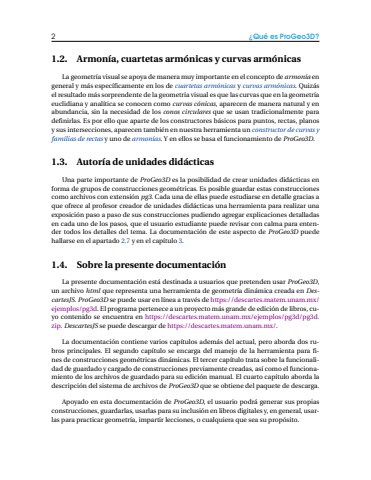 2 ¿Qué es ProGeo3D?
1.2. Armonía, cuartetas armónicas y curvas armónicas
La geometría visual se apoya de manera muy importante en el concepto de armonía en
general y más específicamente en los de cuartetas armónicas y curvas armónicas. Quizás
el resultado más sorprendente de la geometría visual es que las curvas que en la geometría
euclidiana y analítica se conocen como curvas cónicas, aparecen de manera natural y en
abundancia, sin la necesidad de los conos circulares que se usan tradicionalmente para
definirlas. Es por ello que aparte de los constructores básicos para puntos, rectas, planos
y sus intersecciones, aparecen también en nuestra herramienta un constructor de curvas y
familias de rectas y uno de armonías. Y en ellos se basa el funcionamiento de ProGeo3D.
1.3. Autoría de unidades didácticas
Una parte importante de ProGeo3D es la posibilidad de crear unidades didácticas en
forma de grupos de construcciones geométricas. Es posible guardar estas construcciones
como archivos con extensión pg3. Cada una de ellas puede estudiarse en detalle gracias a
que ofrece al profesor creador de unidades didácticas una herramienta para realizar una
exposición paso a paso de sus construcciones pudiendo agregar explicaciones detalladas
en cada uno de los pasos, que el usuario estudiante puede revisar con calma para enten-
der todos los detalles del tema. La documentación de este aspecto de ProGeo3D puede
hallarse en el apartado 2.7 y en el capítulo 3.
1.4. Sobre la presente documentación
La presente documentación está destinada a usuarios que pretenden usar ProGeo3D,
un archivo html que representa una herramienta de geometría dinámica creada en Des-
cartesJS. ProGeo3D se puede usar en línea a través de https://descartes.matem.unam.mx/
ejemplos/pg3d. El programa pertenece a un proyecto más grande de edición de libros, cu-
yo contenido se encuentra en https://descartes.matem.unam.mx/ejemplos/pg3d/pg3d.
zip. DescartesJS se puede descargar de https://descartes.matem.unam.mx/.
La documentación contiene varios capítulos además del actual, pero aborda dos ru-
bros principales. El segundo capítulo se encarga del manejo de la herramienta para fi-
nes de construcciones geométricas dinámicas. El tercer capítulo trata sobre la funcionali-
dad de guardado y cargado de construcciones previamente creadas, así como el funciona-
miento de los archivos de guardado para su edición manual. El cuarto capítulo aborda la
descripción del sistema de archivos de ProGeo3D que se obtiene del paquete de descarga.
Apoyado en esta documentación de ProGeo3D, el usuario podrá generar sus propias
construcciones, guardarlas, usarlas para su inclusión en libros digitales y, en general, usar-
las para practicar geometría, impartir lecciones, o cualquiera que sea su propósito.